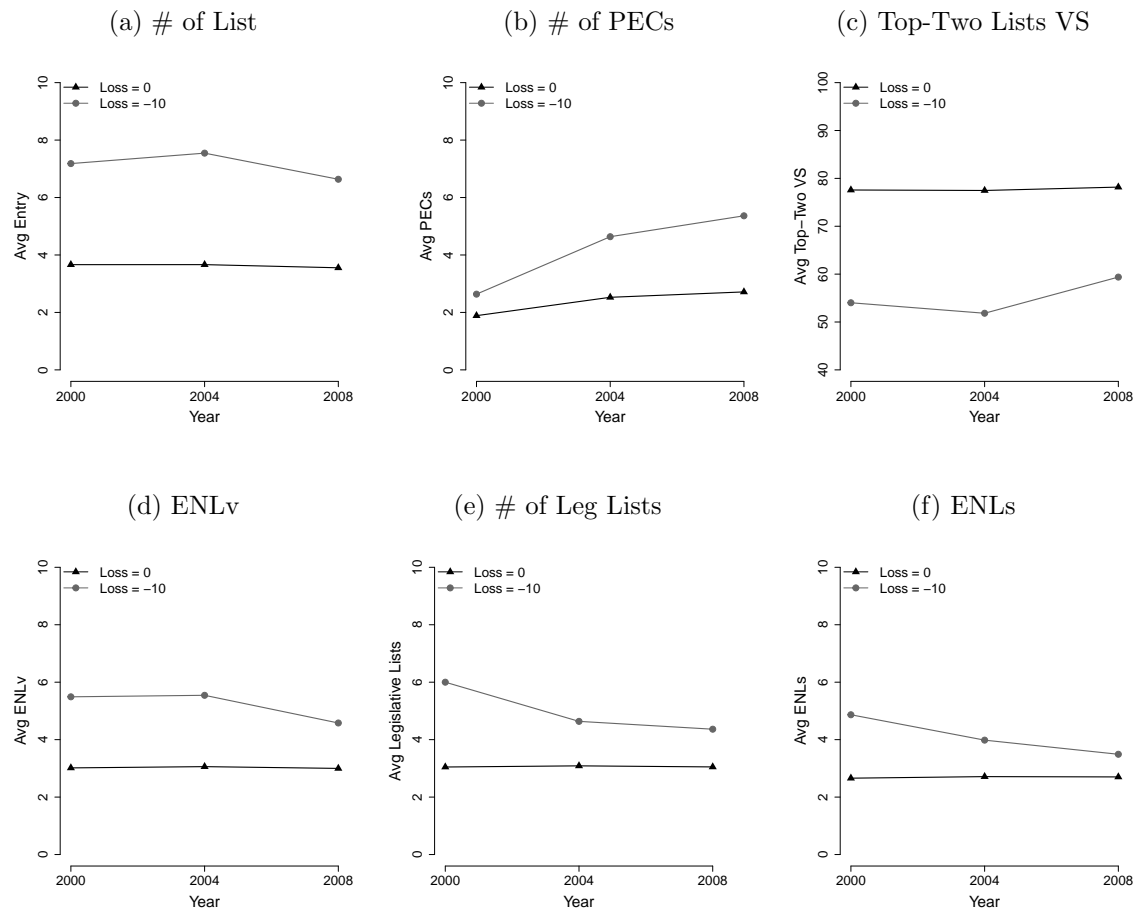 (a) # of List
Loss = 0
Loss = −10
Avg Entry
0 2 4 6 8 10
2000 2004 2008
Year
(b) # of PECs
Loss = 0
Loss = −10
Avg PECs
0 2 4 6 8 10
2000 2004 2008
Year
(c) Top-Two Lists VS
Loss = 0
Loss = −10
Avg Top−Two VS
40 50 60 70 80 90 100
2000 2004 2008
Year
(d) ENLv
Loss = 0
Loss = −10
Avg ENLv
0 2 4 6 8 10
2000 2004 2008
Year
(e) # of Leg Lists
Loss = 0
Loss = −10
Avg Legislative Lists
0 2 4 6 8 10
2000 2004 2008
Year
(f) ENLs
Loss = 0
Loss = −10
Avg ENLs
0 2 4 6 8 10
2000 2004 2008
Year